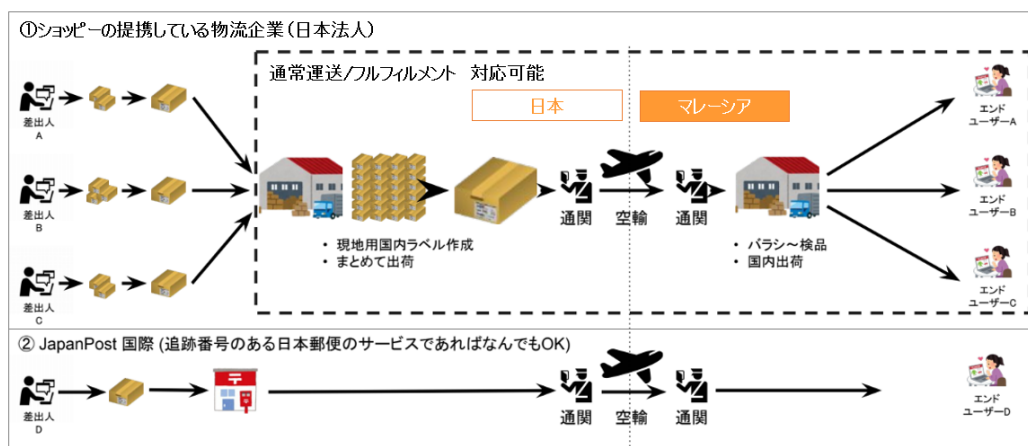 ①ショッピーの提携している物流企業(日本法人)
通常運送/フルフィルメント 対応可能
日本
マレーシア
差出人
A
差出人
B
差出人
C
通関
空輸
通関
・ 現地用国内ラベル作成
・ まとめて出荷
・ バラシ～検品
・ 国内出荷
エンド
ユーザーA
エンド
ユーザーB
エンド
ユーザーC
② JapanPost 国際 (追跡番号のある日本郵便のサービスであればなんでもOK)
差出人
D
〒
通関
空輸
通関
エンド
ユーザーD